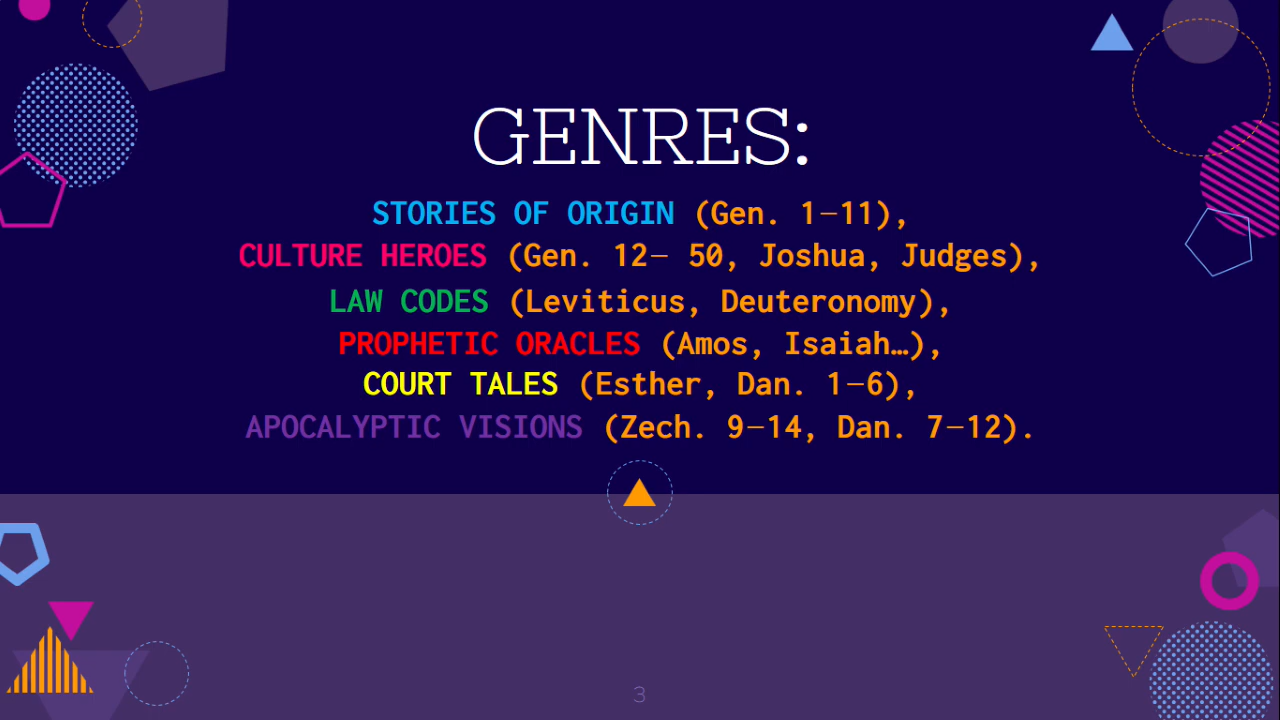 GENRES:
STORIES OF ORIGIN (Gen. 1–11),
CULTURE HEROES (Gen. 12– 50, Joshua, Judges),
LAW CODES (Leviticus, Deuteronomy),
PROPHETIC ORACLES (Amos, Isaiah…),
COURT TALES (Esther, Dan. 1–6),
APOCALYPTIC VISIONS (Zech. 9–14, Dan. 7–12).
3